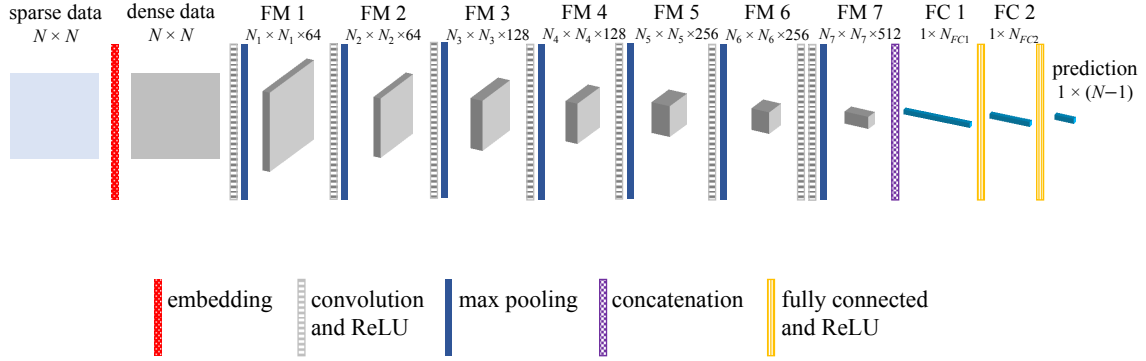 sparse data
N × N
dense data
N × N
FM 1
N₁ × N₁×64
FM 2
N₂ × N₂×64
FM 3
N₃ × N₃×128
FM 4
N₄ × N₄×128
FM 5
N₅ × N₅×256
FM 6
N₆ × N₆×256
FM 7
N₇ × N₇×512
FC 1
1× N_FC1
FC 2
1× N_FC2
prediction
1 × (N−1)
embedding
convolution
and ReLU
max pooling
concatenation
fully connected
and ReLU